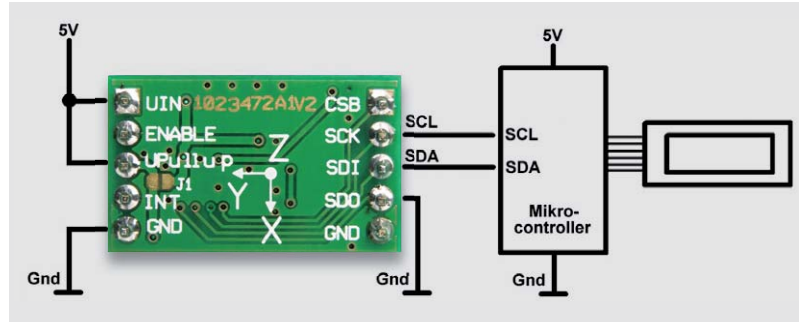 5V
UIN
1023472A1V2
CSB
ENABLE
SCK
UPullup
SDI
J1
INT
SDO
GND
GND
Z
Y
X
Gnd
Gnd
SCL
SDA
5V
SCL
SDA
Mikro-
controller
Gnd